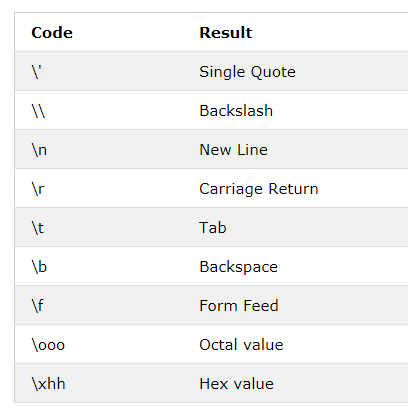 Code Result
\' Single Quote
\\ Backslash
\n New Line
\r Carriage Return
\t Tab
\b Backspace
\f Form Feed
\ooo Octal value
\xhh Hex value